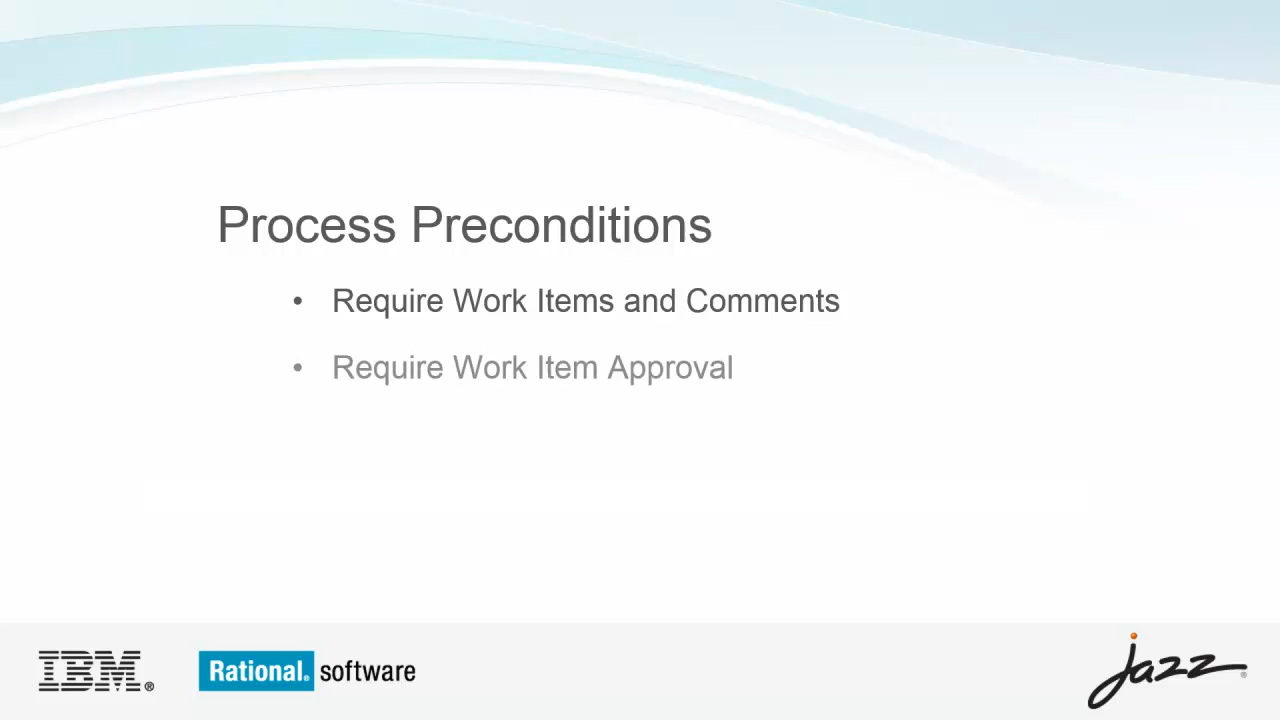 Process Preconditions
• Require Work Items and Comments
• Require Work Item Approval
IBM®
Rational® software
jazz®